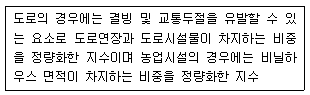 도로의 경우에는 결빙 및 교통두절을 유발할 수 있
는 요소로 도로연장과 도로시설물이 차지하는 비중
을 정량화한 지수이며 농업시설의 경우에는 비닐하
우스 면적이 차지하는 비중을 정량화한 지수